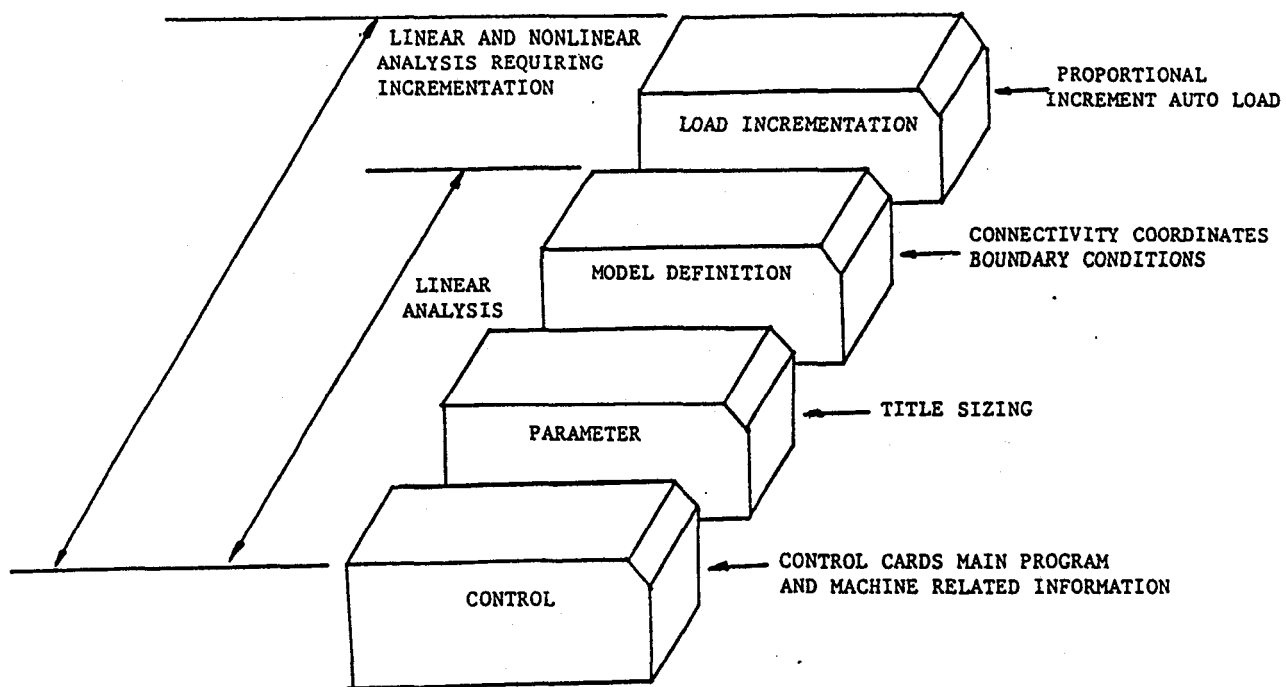 LINEAR AND NONLINEAR
ANALYSIS REQUIRING
INCREMENTATION
PROPORTIONAL
INCREMENT AUTO LOAD
LOAD INCREMENTATION
CONNECTIVITY COORDINATES
BOUNDARY CONDITIONS
MODEL DEFINITION
LINEAR
ANALYSIS
TITLE SIZING
PARAMETER
CONTROL CARDS MAIN PROGRAM
AND MACHINE RELATED INFORMATION
CONTROL